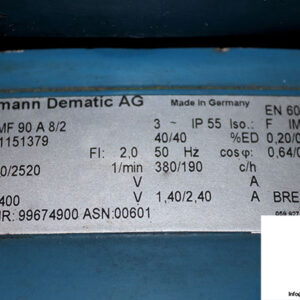 mann Dematic AG Made in Germany EN 60
MF 90 A 8/2 3 ~ IP 55 Iso.: F IM
1151379 40/40 %ED 0,20/0
FI: 2,0 50 Hz cos φ: 0,64/0
0/2520 1/min 380/190 c/h
V A
400 V 1,40/2,40 A BRE
NR: 99674900 ASN:00601